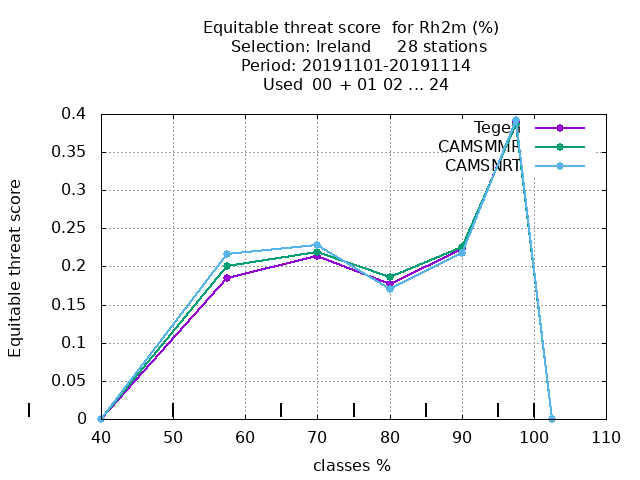 Equitable threat score for Rh2m (%)
Selection: Ireland 28 stations
Period: 20191101-20191114
Used 00 + 01 02 ... 24
Equitable threat score
0.4
0.35
0.3
0.25
0.2
0.15
0.1
0.05
0
Tegen
CAMSMMR
CAMSNRT
40 50 60 70 80 90 100 110
classes %